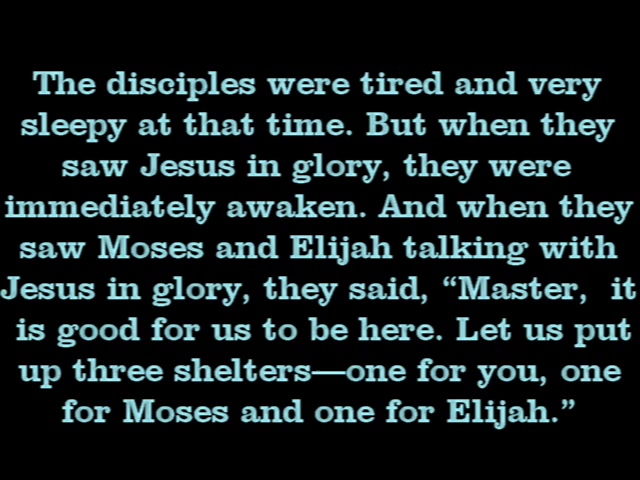 The disciples were tired and very
sleepy at that time. But when they
saw Jesus in glory, they were
immediately awaken. And when they
saw Moses and Elijah talking with
Jesus in glory, they said, “Master, it
is good for us to be here. Let us put
up three shelters—one for you, one
for Moses and one for Elijah.”